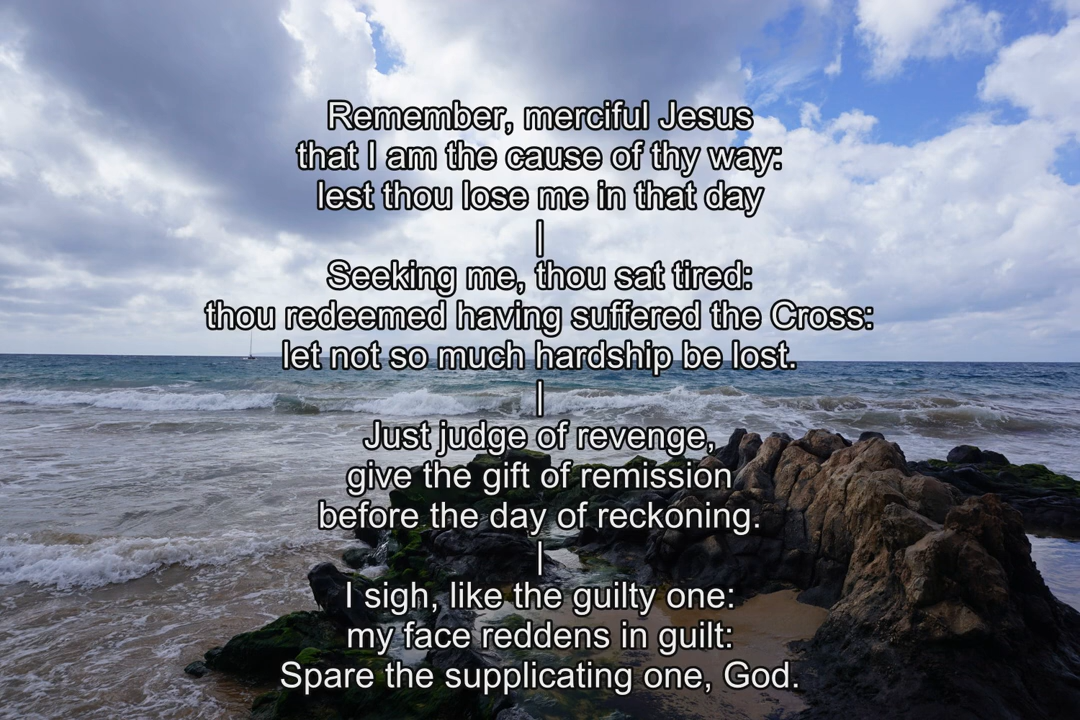 Remember, merciful Jesus
that I am the cause of thy way:
lest thou lose me in that day
|
Seeking me, thou sat tired:
thou redeemed having suffered the Cross:
let not so much hardship be lost.
|
Just judge of revenge,
give the gift of remission
before the day of reckoning.
|
I sigh, like the guilty one:
my face reddens in guilt:
Spare the supplicating one, God.